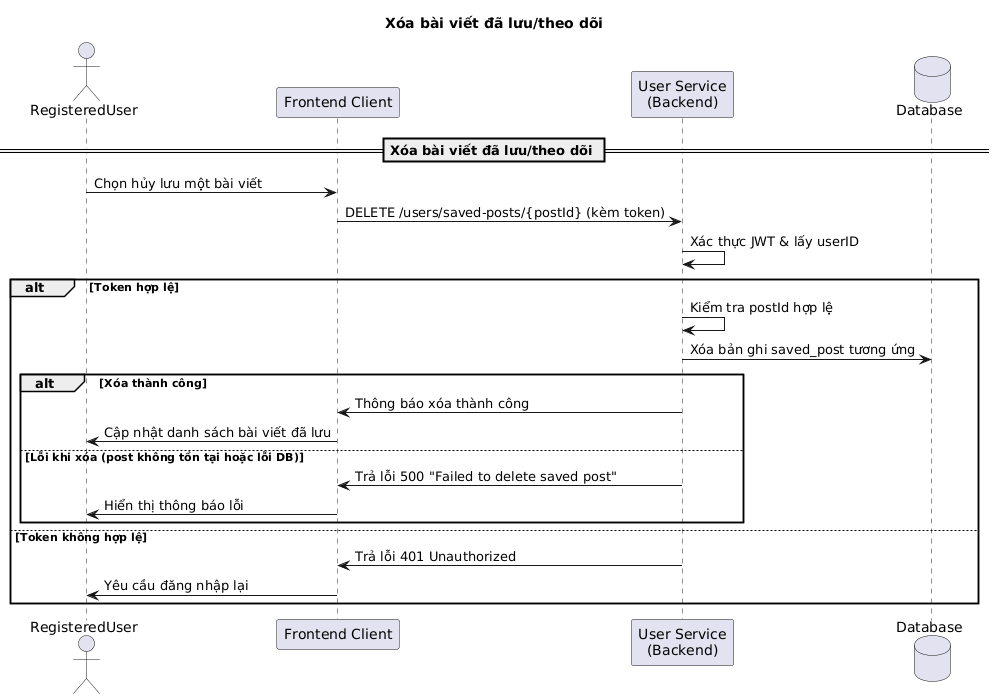 Xóa bài viết đã lưu/theo dõi
RegisteredUser
Frontend Client
User Service
(Backend)
Database
Xóa bài viết đã lưu/theo dõi
Chọn hủy lưu một bài viết
DELETE /users/saved-posts/{postId} (kèm token)
Xác thực JWT & lấy userID
alt [Token hợp lệ]
Kiểm tra postId hợp lệ
Xóa bản ghi saved_post tương ứng
alt [Xóa thành công]
Thông báo xóa thành công
Cập nhật danh sách bài viết đã lưu
[Lỗi khi xóa (post không tồn tại hoặc lỗi DB)]
Trả lỗi 500 "Failed to delete saved post"
Hiển thị thông báo lỗi
[Token không hợp lệ]
Trả lỗi 401 Unauthorized
Yêu cầu đăng nhập lại
RegisteredUser
Frontend Client
User Service
(Backend)
Database